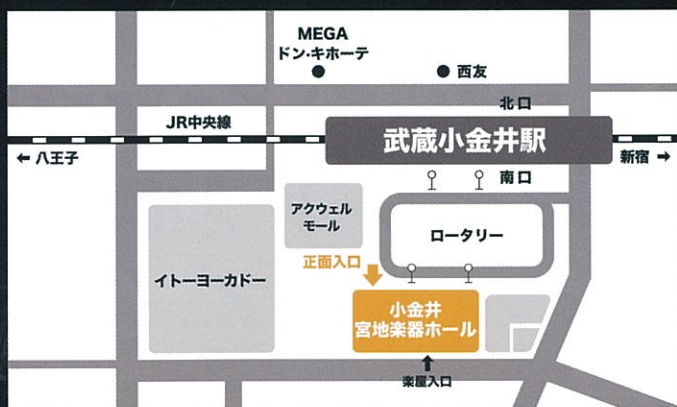 MEGA
ドン・キホーテ
西友
北口
JR中央線
武蔵小金井駅
← 八王子
新宿 →
南口
アクウェル
モール
ロータリー
正面入口
イトーヨーカドー
小金井
宮地楽器ホール
楽屋入口